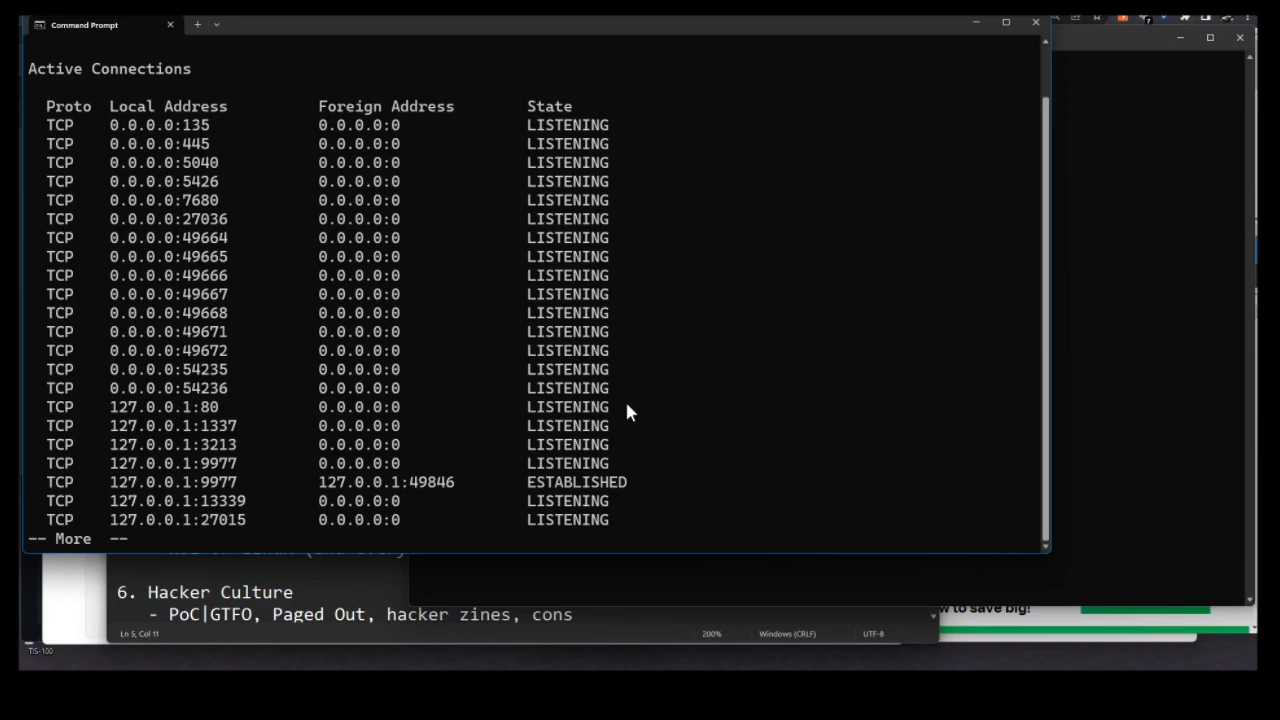 Command Prompt
Active Connections
Proto Local Address Foreign Address State
TCP 0.0.0.0:135 0.0.0.0:0 LISTENING
TCP 0.0.0.0:445 0.0.0.0:0 LISTENING
TCP 0.0.0.0:5040 0.0.0.0:0 LISTENING
TCP 0.0.0.0:5426 0.0.0.0:0 LISTENING
TCP 0.0.0.0:7680 0.0.0.0:0 LISTENING
TCP 0.0.0.0:27036 0.0.0.0:0 LISTENING
TCP 0.0.0.0:49664 0.0.0.0:0 LISTENING
TCP 0.0.0.0:49665 0.0.0.0:0 LISTENING
TCP 0.0.0.0:49666 0.0.0.0:0 LISTENING
TCP 0.0.0.0:49667 0.0.0.0:0 LISTENING
TCP 0.0.0.0:49668 0.0.0.0:0 LISTENING
TCP 0.0.0.0:49671 0.0.0.0:0 LISTENING
TCP 0.0.0.0:49672 0.0.0.0:0 LISTENING
TCP 0.0.0.0:54235 0.0.0.0:0 LISTENING
TCP 0.0.0.0:54236 0.0.0.0:0 LISTENING
TCP 127.0.0.1:80 0.0.0.0:0 LISTENING
TCP 127.0.0.1:1337 0.0.0.0:0 LISTENING
TCP 127.0.0.1:3213 0.0.0.0:0 LISTENING
TCP 127.0.0.1:9977 0.0.0.0:0 LISTENING
TCP 127.0.0.1:9977 127.0.0.1:49846 ESTABLISHED
TCP 127.0.0.1:13339 0.0.0.0:0 LISTENING
TCP 127.0.0.1:27015 0.0.0.0:0 LISTENING
-- More --
6. Hacker Culture
- PoC|GTFO, Paged Out, hacker zines, cons
to save big!
Ln 5, Col 11 200% Windows (CRLF) UTF-8
TIS-100